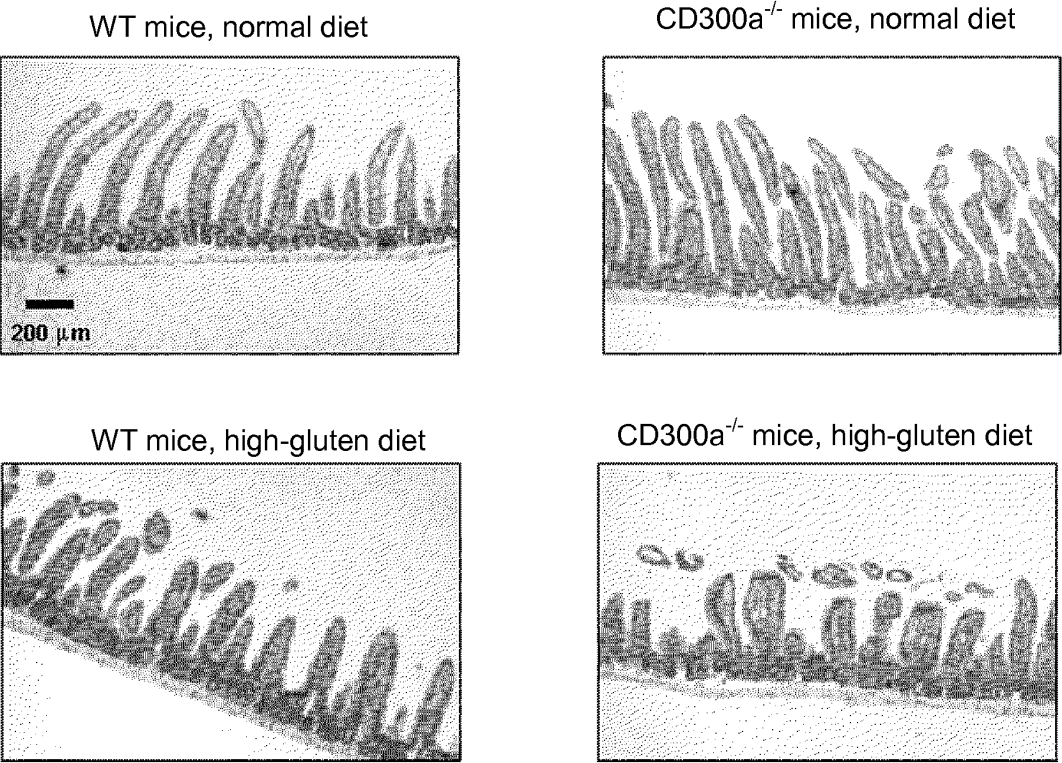 WT mice, normal diet
CD300a-/- mice, normal diet
200 μm
WT mice, high-gluten diet
CD300a-/- mice, high-gluten diet